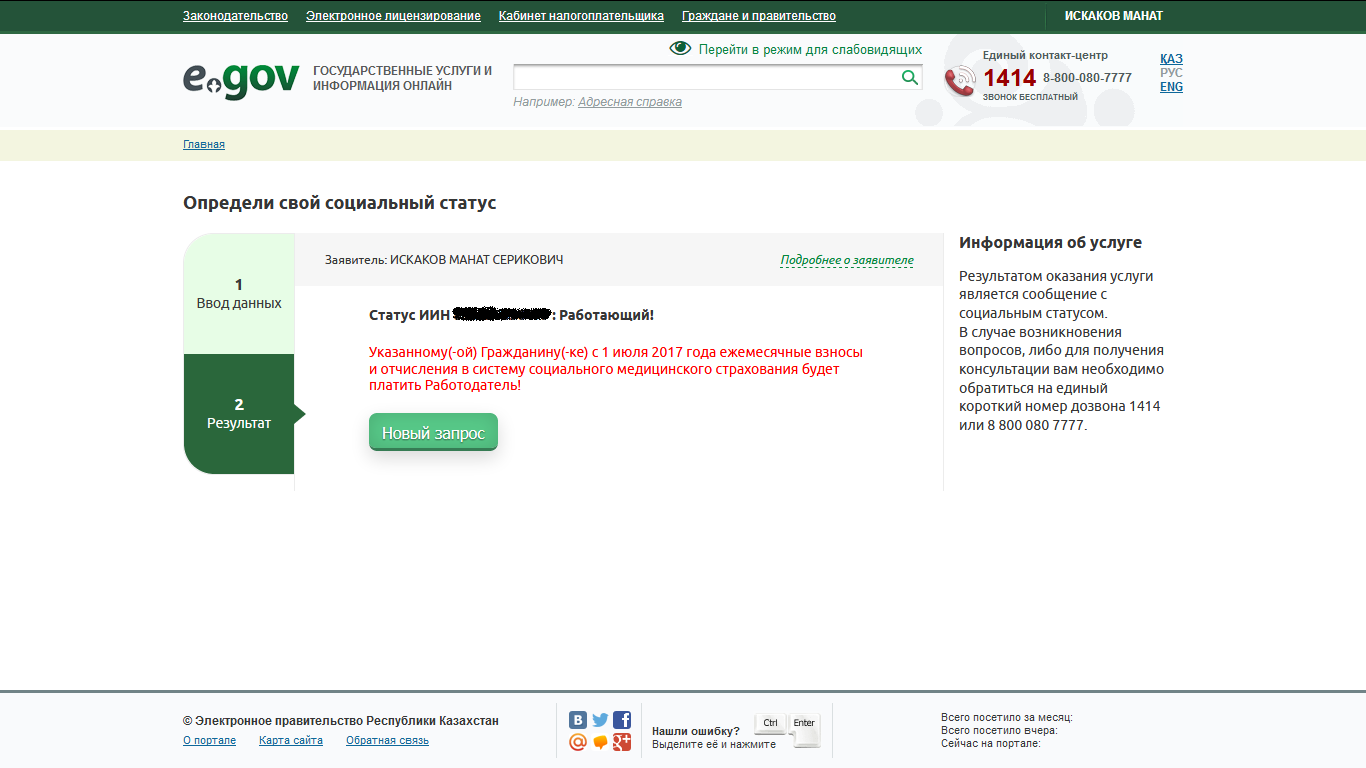 Законодательство Электронное лицензирование Кабинет налогоплательщика Граждане и правительство ИСКАКОВ МАНАТ
Перейти в режим для слабовидящих
e.gov
ГОСУДАРСТВЕННЫЕ УСЛУГИ И
ИНФОРМАЦИЯ ОНЛАЙН
Например: Адресная справка
Единый контакт-центр
1414 8-800-080-7777
ЗВОНОК БЕСПЛАТНЫЙ
ҚАЗ
РУС
ENG
Главная
Определи свой социальный статус
1
Ввод данных
2
Результат
Заявитель: ИСКАКОВ МАНАТ СЕРИКОВИЧ Подробнее о заявителе
Статус ИИН : Работающий!
Указанному(-ой) Гражданину(-ке) с 1 июля 2017 года ежемесячные взносы
и отчисления в систему социального медицинского страхования будет
платить Работодатель!
Новый запрос
Информация об услуге
Результатом оказания услуги
является сообщение с
социальным статусом.
В случае возникновения
вопросов, либо для получения
консультации вам необходимо
обратиться на единый
короткий номер дозвона 1414
или 8 800 080 7777.
© Электронное правительство Республики Казахстан
О портале Карта сайта Обратная связь
Нашли ошибку?
Выделите её и нажмите
Ctrl Enter
Всего посетило за месяц:
Всего посетило вчера:
Сейчас на портале: